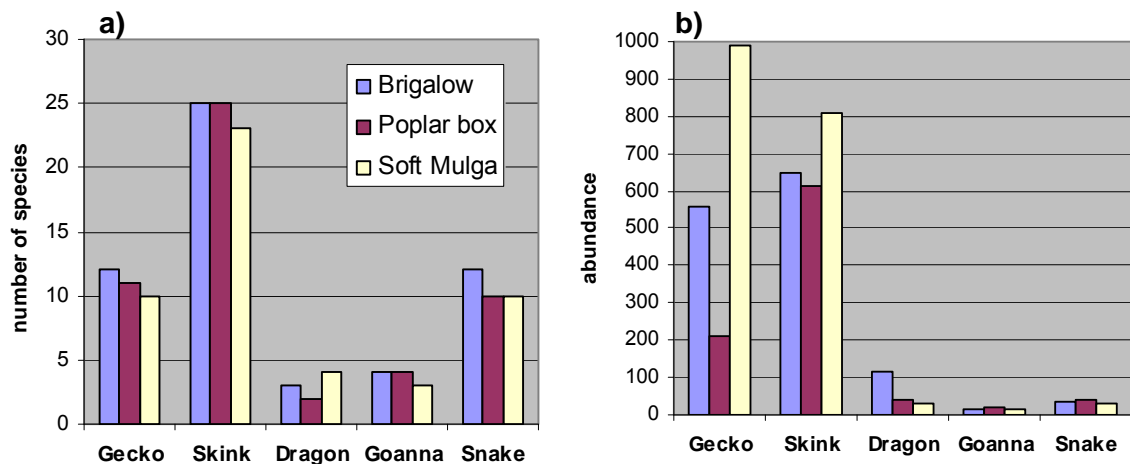 a)
number of species
30
25
20
15
10
5
0
Brigalow
Poplar box
Soft Mulga
Gecko Skink Dragon Goanna Snake
b)
abundance
1000
900
800
700
600
500
400
300
200
100
0
Gecko Skink Dragon Goanna Snake